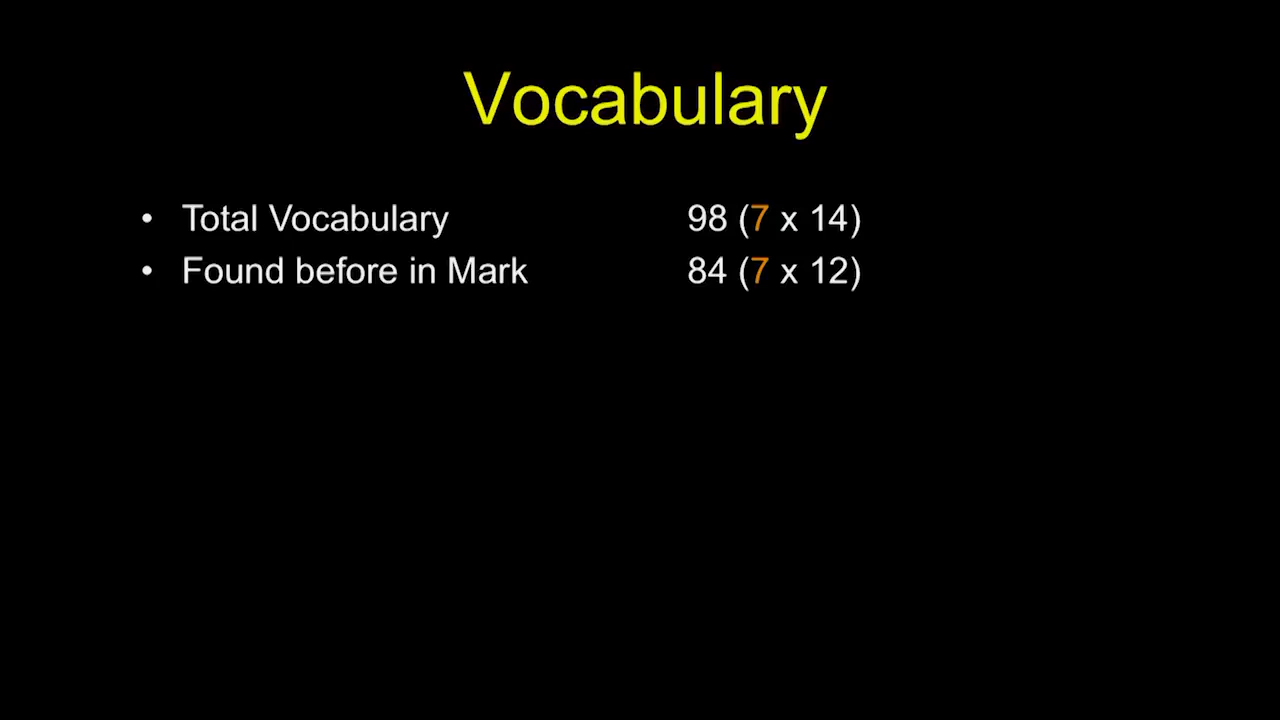 Vocabulary
• Total Vocabulary 98 (7 x 14)
• Found before in Mark 84 (7 x 12)